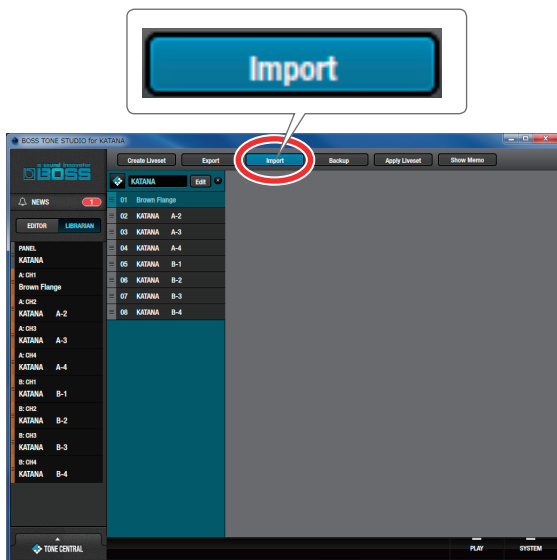 Import
BOSS TONE STUDIO for KATANA
a sound innovator
BOSS
Create Liveset Export Import Backup Apply Liveset Show Memo
NEWS 1
EDITOR LIBRARIAN
KATANA Edit
01 Brown Flange
02 KATANA A-2
03 KATANA A-3
04 KATANA A-4
05 KATANA B-1
06 KATANA B-2
07 KATANA B-3
08 KATANA B-4
PANEL
KATANA
A: CH1
Brown Flange
A: CH2
KATANA A-2
A: CH3
KATANA A-3
A: CH4
KATANA A-4
B: CH1
KATANA B-1
B: CH2
KATANA B-2
B: CH3
KATANA B-3
B: CH4
KATANA B-4
TONE CENTRAL
PLAY SYSTEM